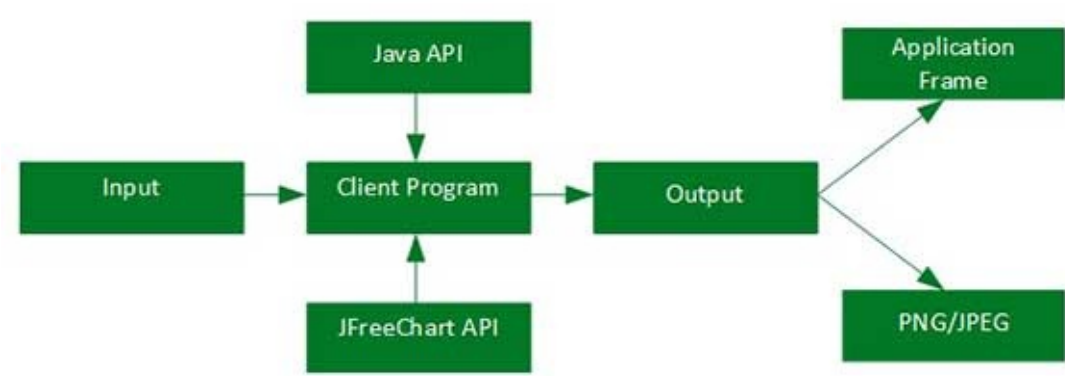 Java API
Application
Frame
Input
Client Program
Output
JFreeChart API
PNG/JPEG